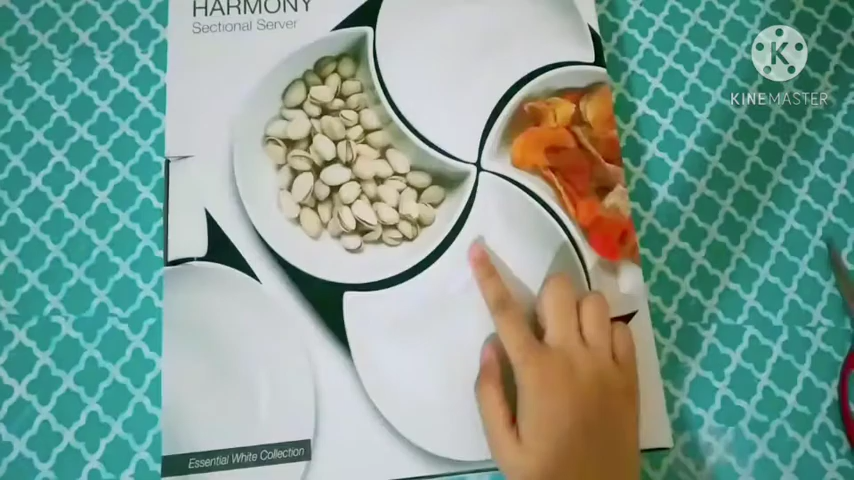 HARMONY
Sectional Server
K
KINEMASTER
Essential White Collection